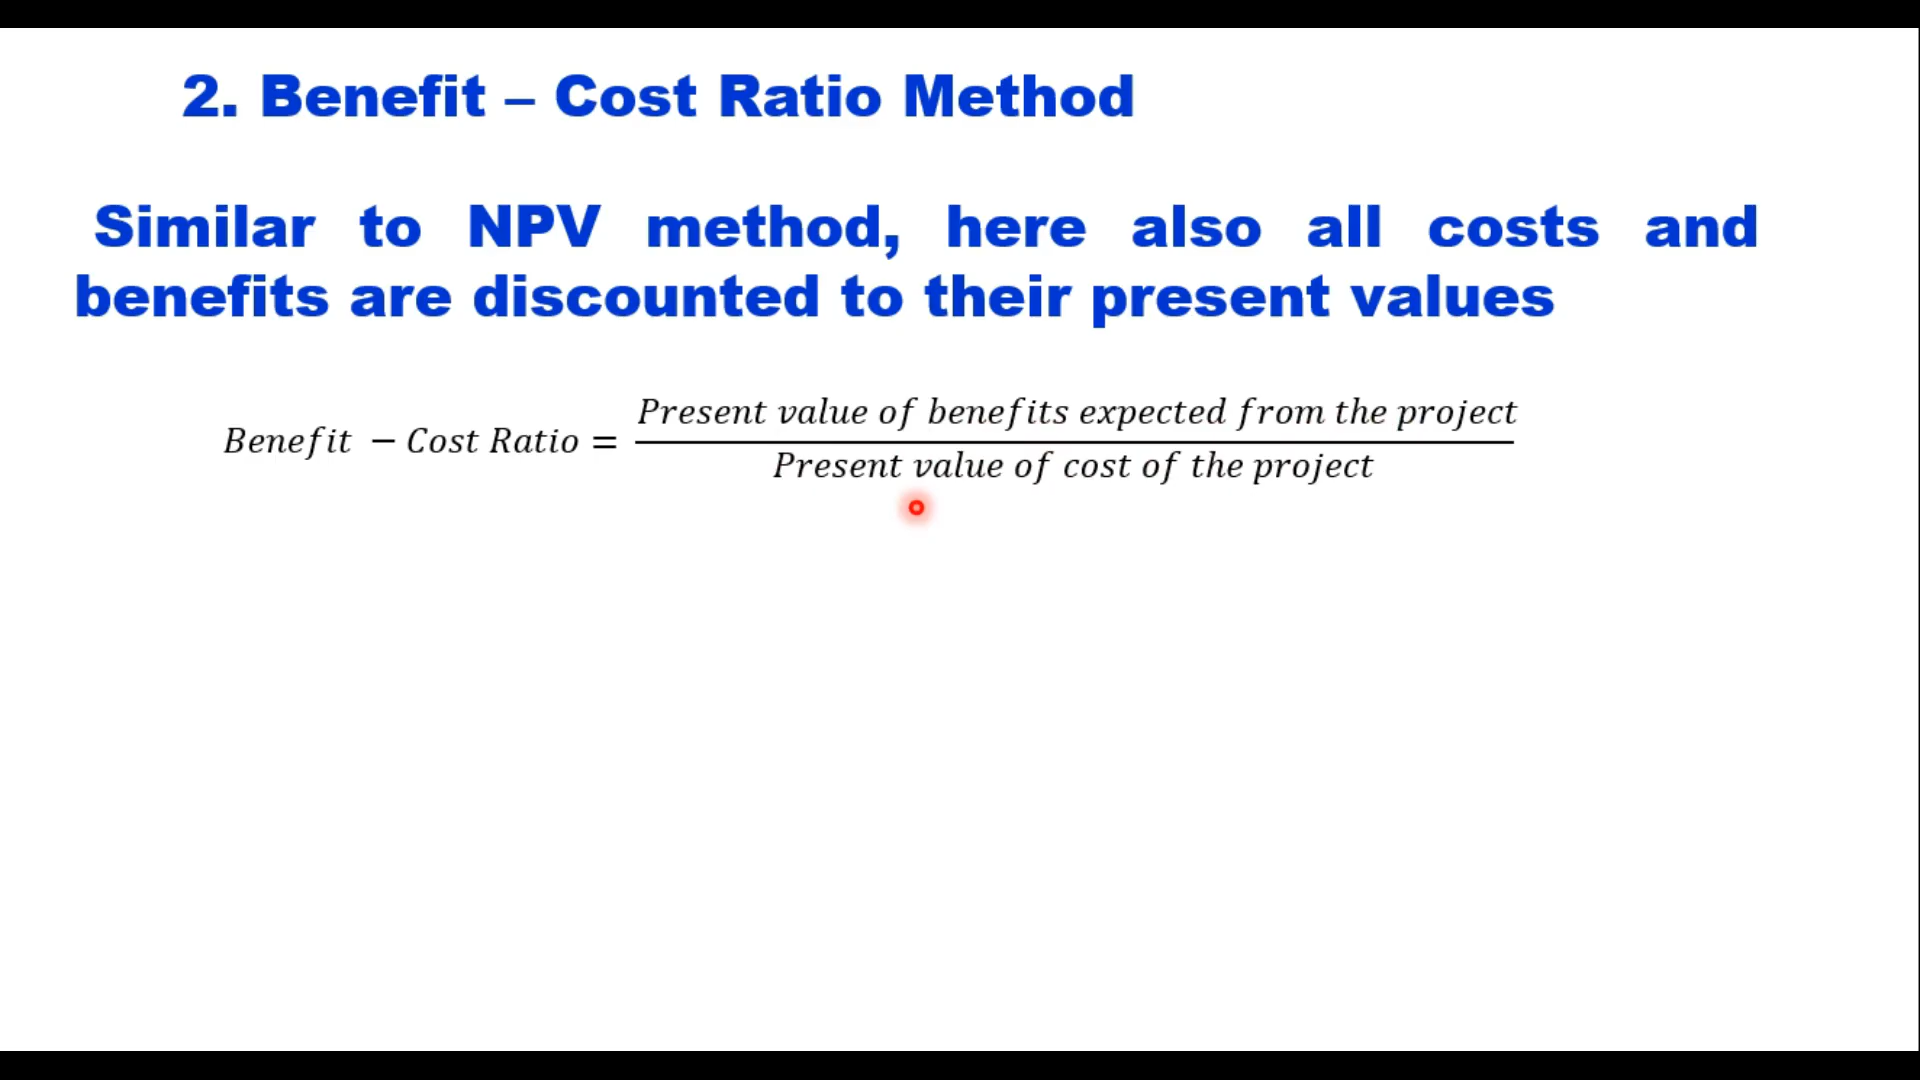 2. Benefit – Cost Ratio Method
Similar to NPV method, here also all costs and
benefits are discounted to their present values
Benefit − Cost Ratio = Present value of benefits expected from the project
Present value of cost of the project